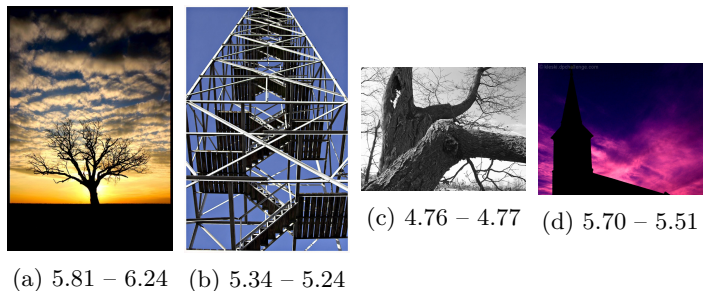 (a) 5.81 – 6.24
(b) 5.34 – 5.24
(c) 4.76 – 4.77
(d) 5.70 – 5.51